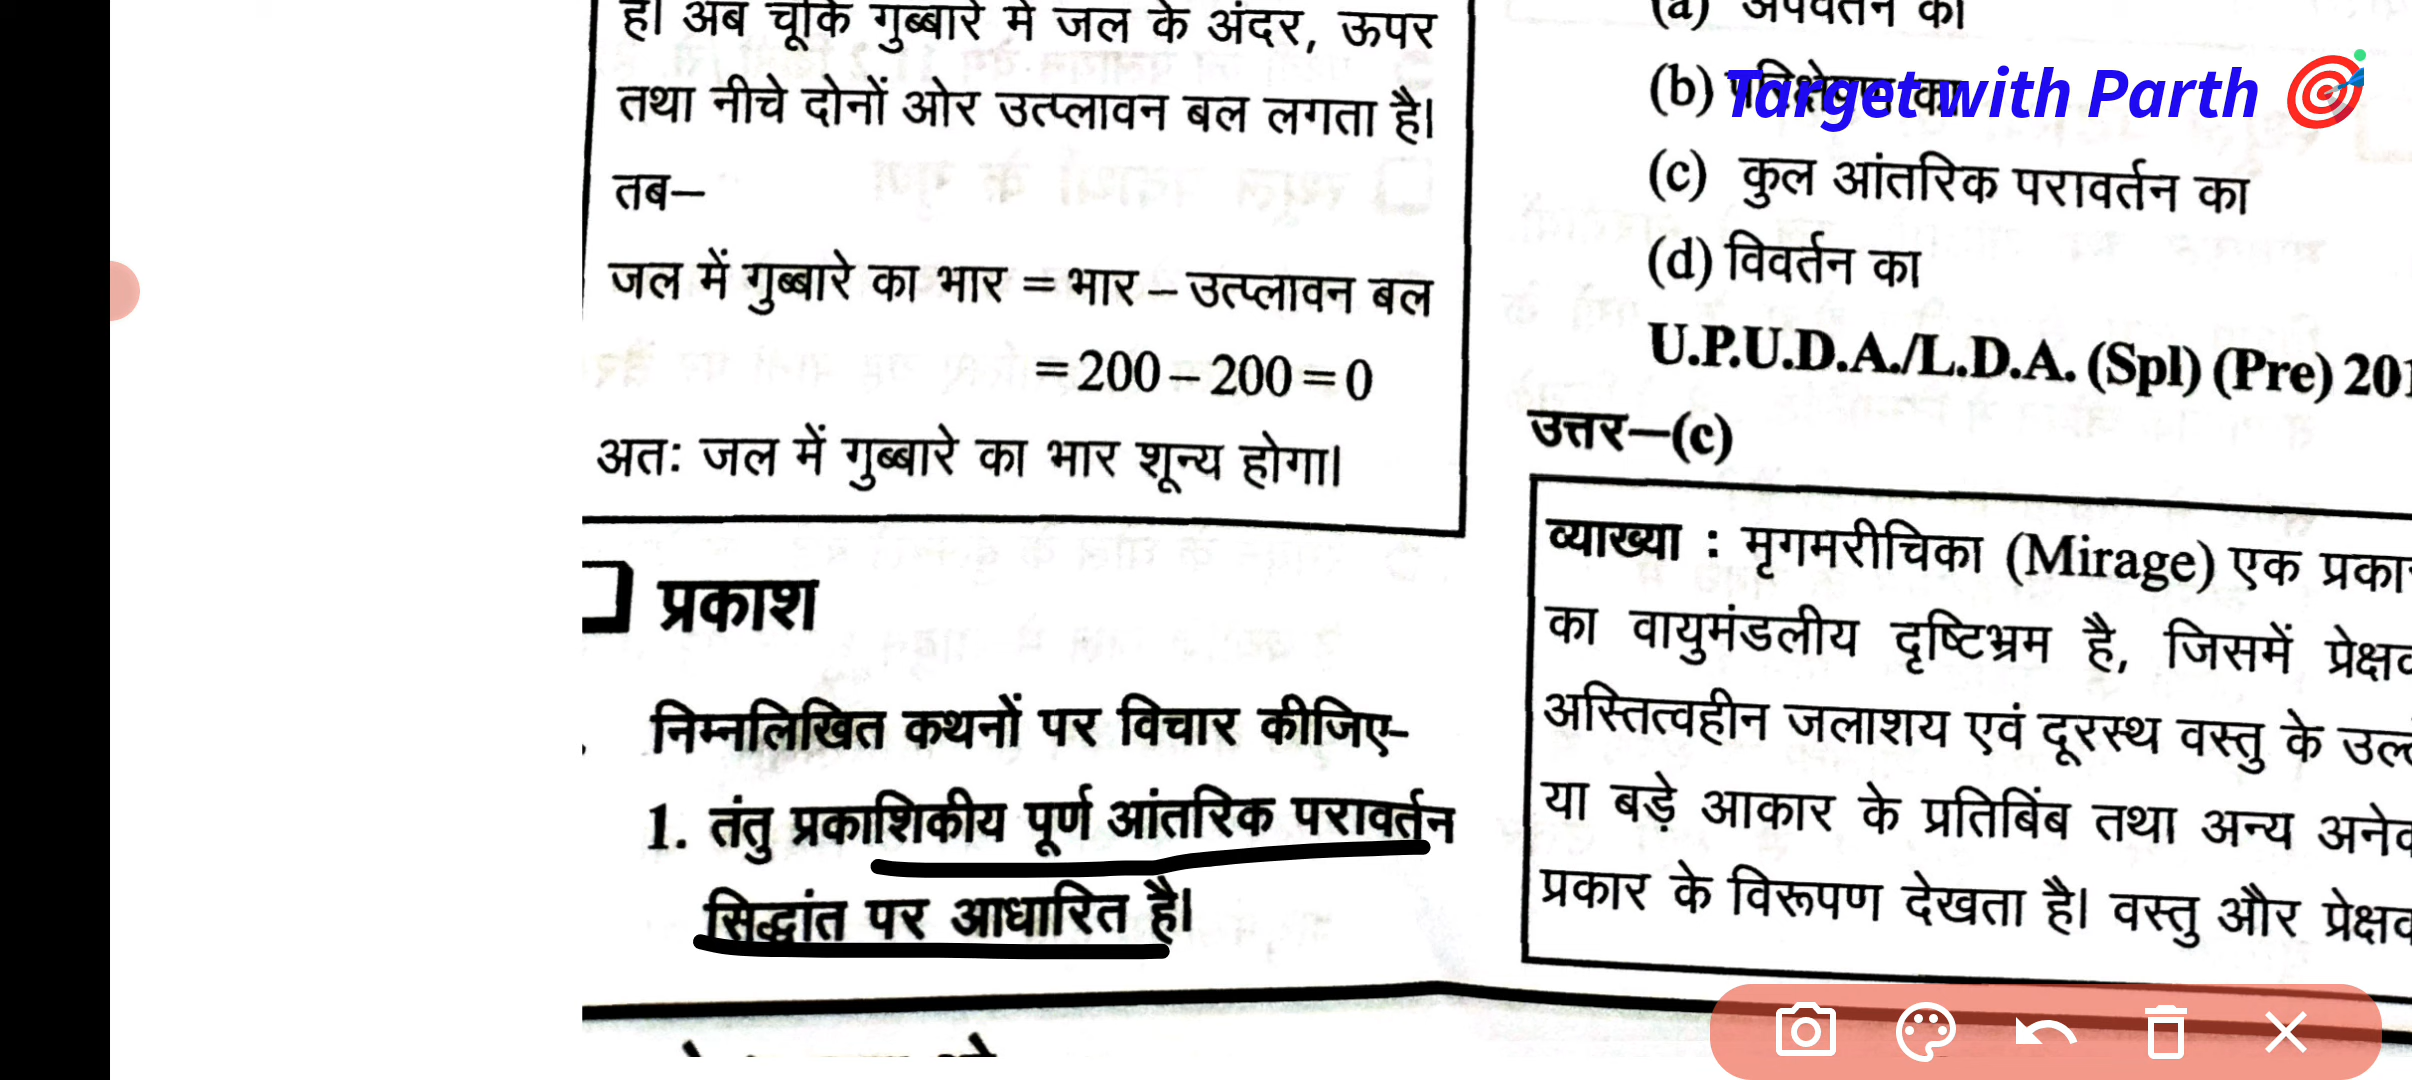 है। अब चूंकि गुब्बारे में जल के अंदर, ऊपर
तथा नीचे दोनों ओर उत्प्लावन बल लगता है।
तब—
जल में गुब्बारे का भार = भार – उत्प्लावन बल
= 200 – 200 = 0
अत: जल में गुब्बारे का भार शून्य होगा।
प्रकाश
निम्नलिखित कथनों पर विचार कीजिए–
1. तंतु प्रकाशिकीय पूर्ण आंतरिक परावर्तन
सिद्धांत पर आधारित है।
(a) अपवर्तन का
(b) का
Target with Parth
(c) कुल आंतरिक परावर्तन का
(d) विवर्तन का
U.P.U.D.A./L.D.A. (Spl) (Pre)
उत्तर—(c)
व्याख्या : मृगमरीचिका (Mirage) एक
का वायुमंडलीय दृष्टिभ्रम है, जिसमें
अस्तित्वहीन जलाशय एवं दूरस्थ वस्तु के
या बड़े आकार के प्रतिबिंब तथा अन्य
प्रकार के विरूपण देखता है। वस्तु और